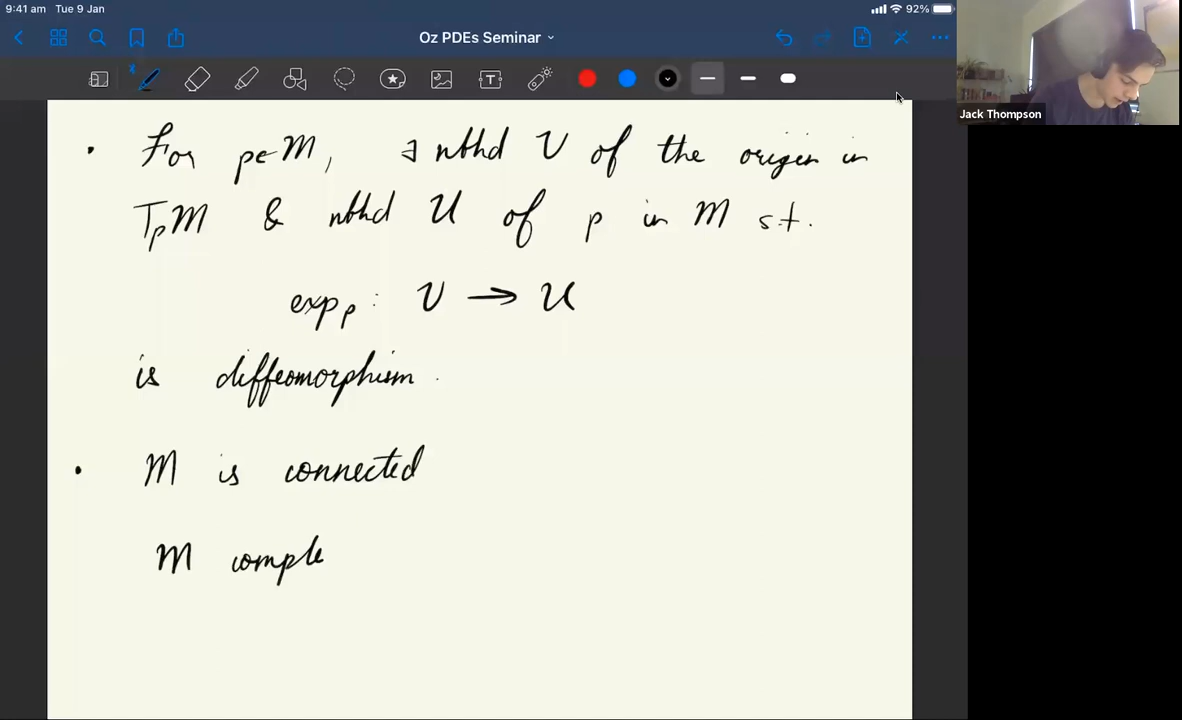 9:41 am Tue 9 Jan
92%
Oz PDEs Seminar
Jack Thompson
• For p∈M, ∃ nbhd V of the origin in
TₚM & nbhd U of p in M s.t.
expₚ : V → U
is diffeomorphism.
• M is connected
M comple